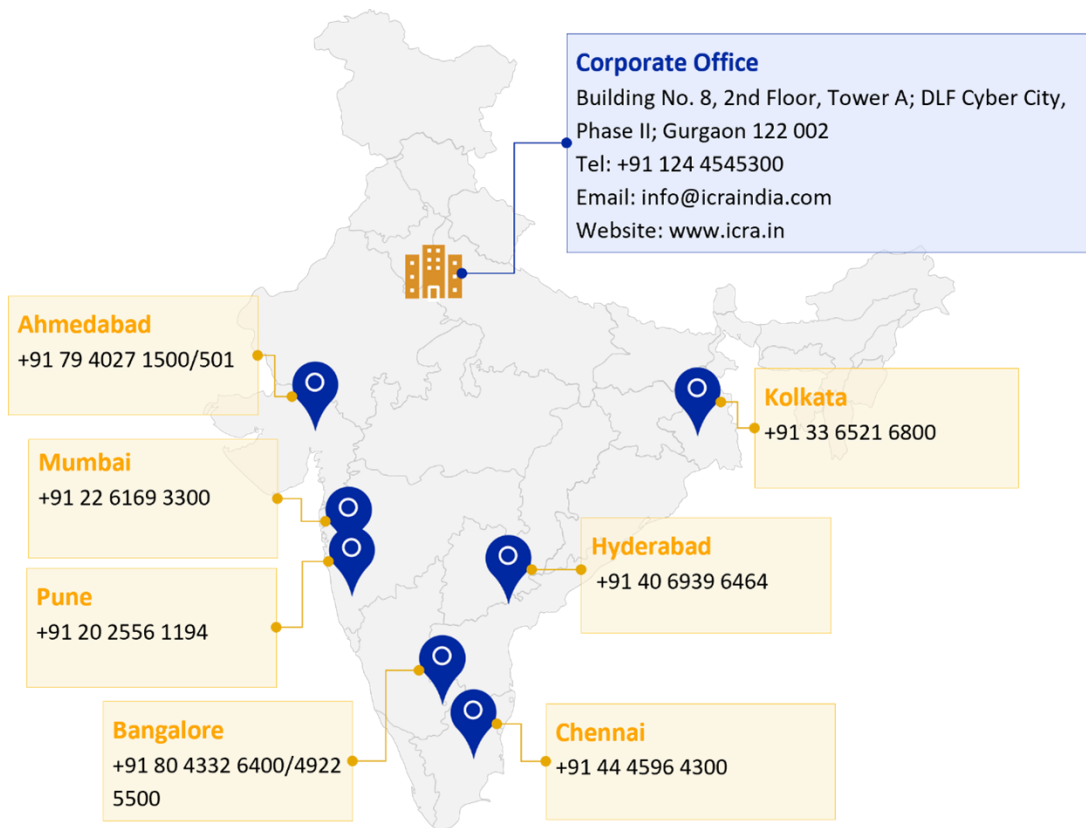 Corporate Office
Building No. 8, 2nd Floor, Tower A; DLF Cyber City,
Phase II; Gurgaon 122 002
Tel: +91 124 4545300
Email: info@icraindia.com
Website: www.icra.in
Ahmedabad
+91 79 4027 1500/501
Kolkata
+91 33 6521 6800
Mumbai
+91 22 6169 3300
Hyderabad
+91 40 6939 6464
Pune
+91 20 2556 1194
Bangalore
+91 80 4332 6400/4922
5500
Chennai
+91 44 4596 4300